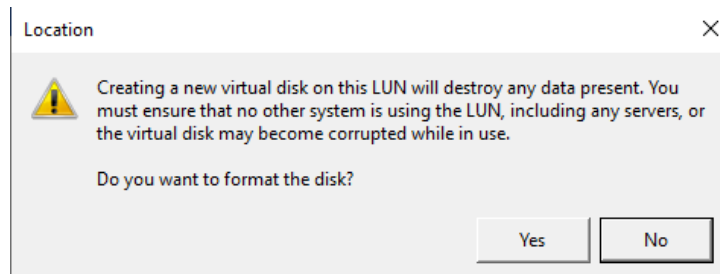 Location
Creating a new virtual disk on this LUN will destroy any data present. You
must ensure that no other system is using the LUN, including any servers, or
the virtual disk may become corrupted while in use.
Do you want to format the disk?
Yes No